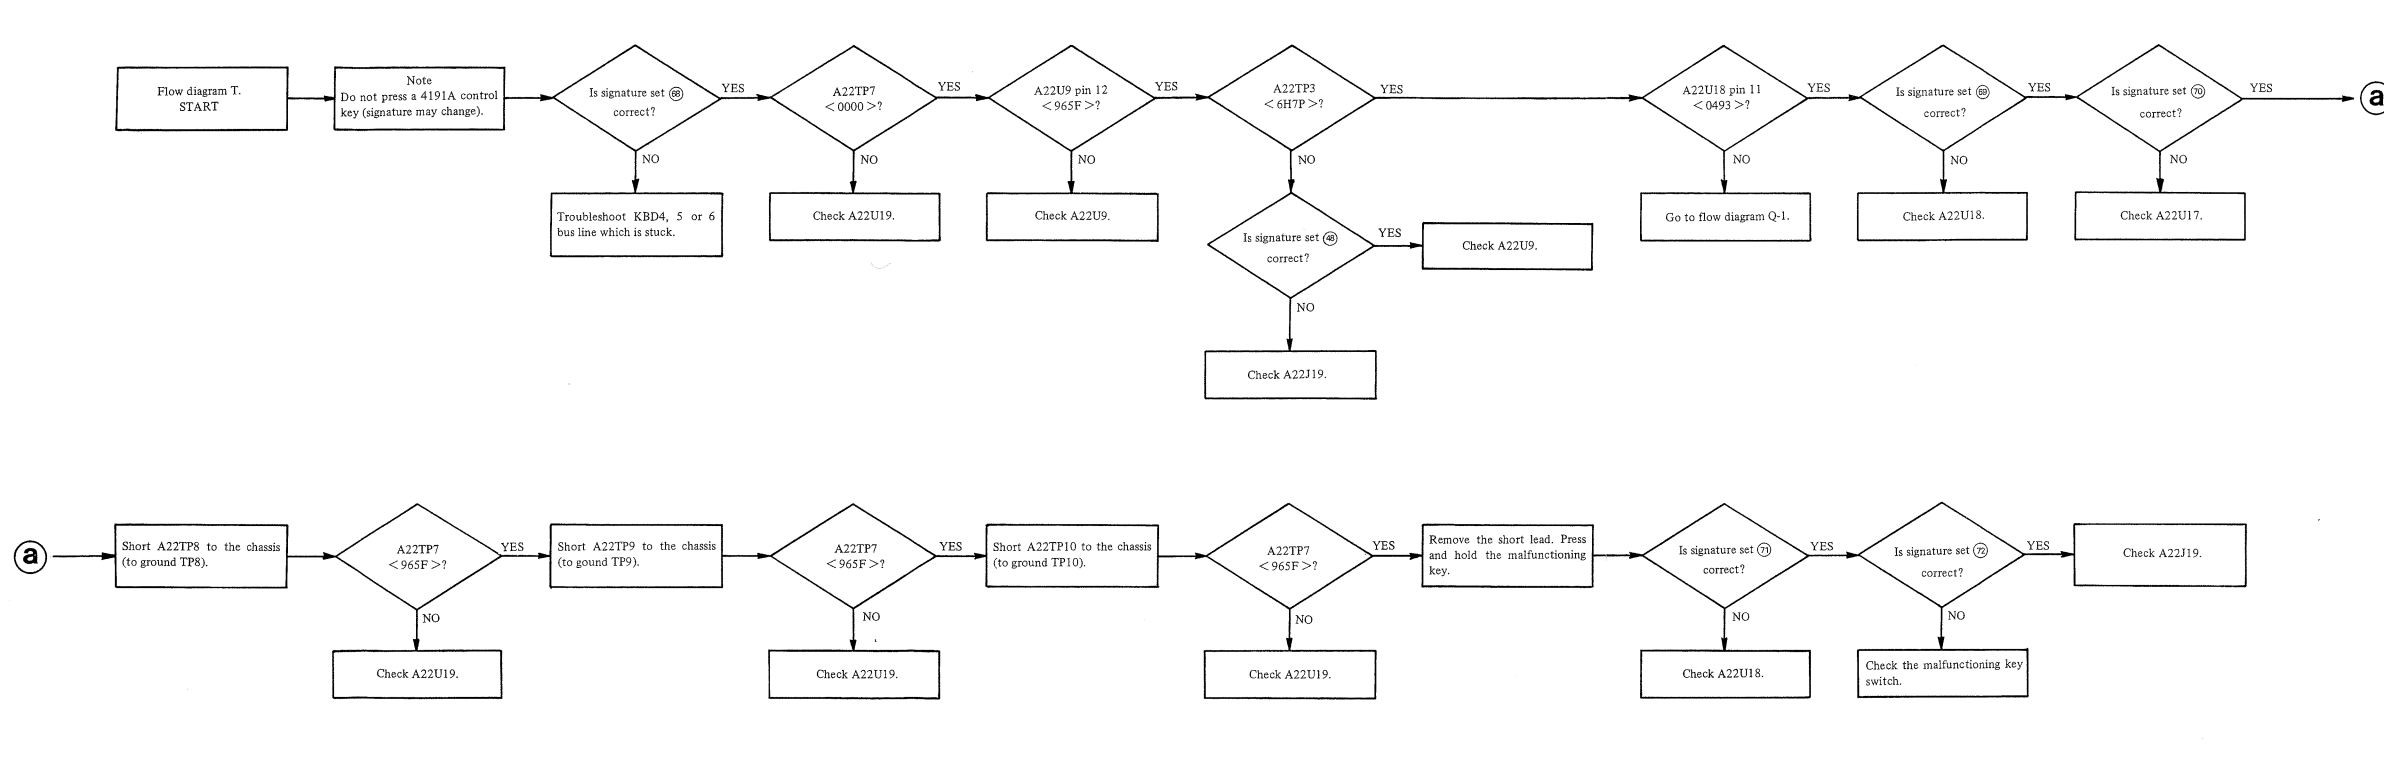 Flow diagram T.
START
Note
Do not press a 4191A control
key (signature may change).
Is signature set 68
correct?
YES
NO
Troubleshoot KBD4, 5 or 6
bus line which is stuck.
A22TP7
<0000>?
YES
NO
Check A22U19.
A22U9 pin 12
<965F>?
YES
NO
Check A22U9.
A22TP3
<6H7P>?
YES
NO
Is signature set 48
correct?
YES
Check A22U9.
NO
Check A22J19.
A22U18 pin 11
<0493>?
YES
NO
Go to flow diagram Q-1.
Is signature set 69
correct?
YES
NO
Check A22U18.
Is signature set 70
correct?
YES
NO
Check A22U17.
a
a
Short A22TP8 to the chassis
(to ground TP8).
A22TP7
<965F>?
YES
NO
Check A22U19.
Short A22TP9 to the chassis
(to gound TP9).
A22TP7
<965F>?
YES
NO
Check A22U19.
Short A22TP10 to the chassis
(to ground TP10).
A22TP7
<965F>?
YES
NO
Check A22U19.
Remove the short lead. Press
and hold the malfunctioning
key.
Is signature set 71
correct?
YES
NO
Check A22U18.
Is signature set 72
correct?
YES
NO
Check the malfunctioning key
switch.
Check A22J19.